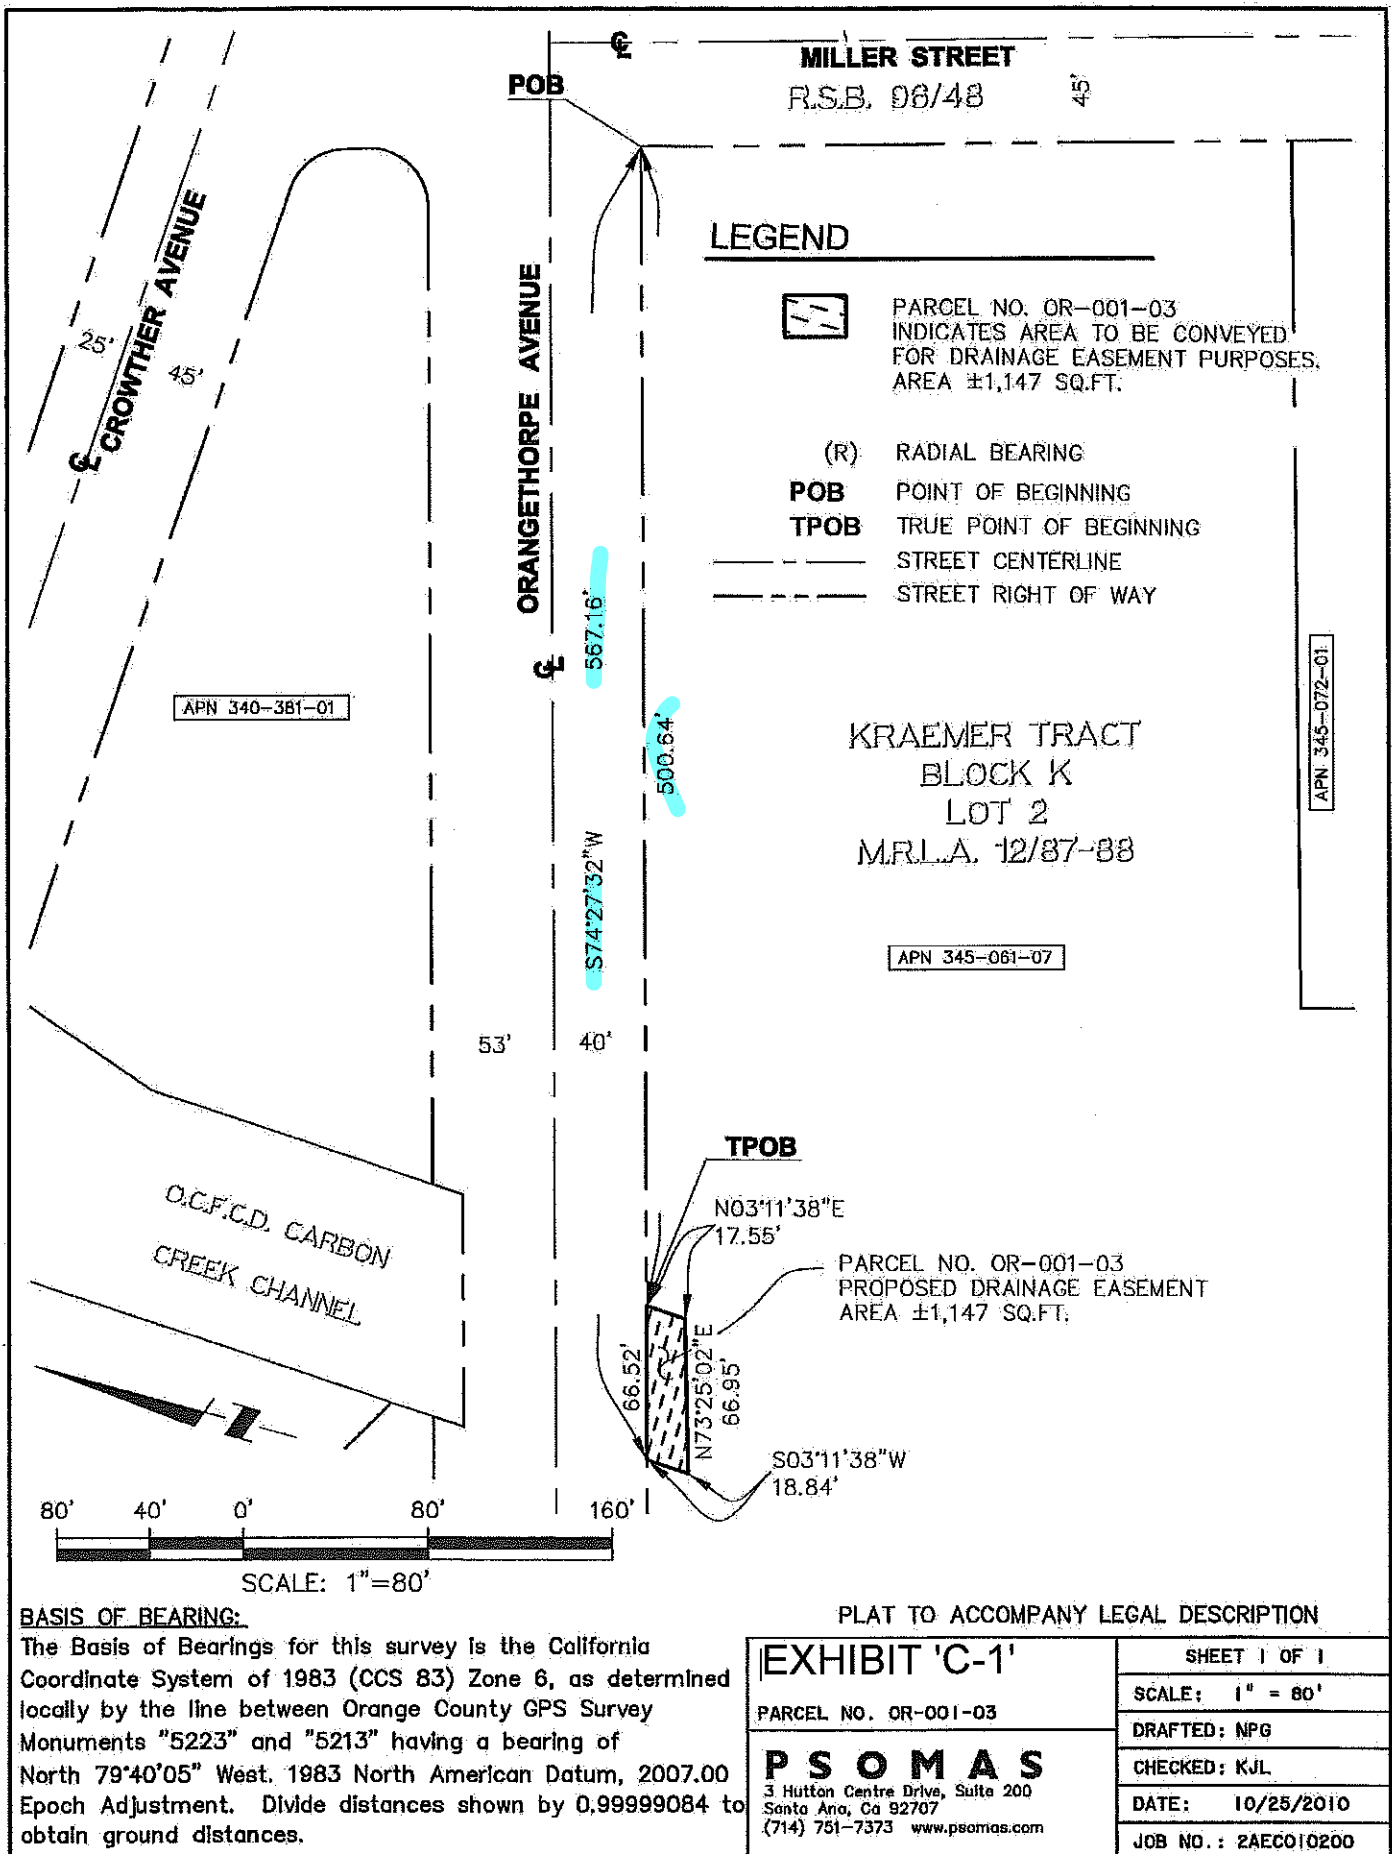 ℄
MILLER STREET
R.S.B. 98/48
45'
POB
CROWTHER AVENUE
25'
45'
℄
ORANGETHORPE AVENUE
LEGEND
PARCEL NO. OR-001-03
INDICATES AREA TO BE CONVEYED
FOR DRAINAGE EASEMENT PURPOSES.
AREA ±1,147 SQ.FT.
(R) RADIAL BEARING
POB POINT OF BEGINNING
TPOB TRUE POINT OF BEGINNING
STREET CENTERLINE
STREET RIGHT OF WAY
567.16'
℄
500.64'
S74°27'32"W
APN 340-381-01
KRAEMER TRACT
BLOCK K
LOT 2
M.R.L.A. 12/87-88
APN 345-072-01
APN 345-061-07
53'
40'
TPOB
N03°11'38"E
17.55'
O.C.F.C.D. CARBON
CREEK CHANNEL
PARCEL NO. OR-001-03
PROPOSED DRAINAGE EASEMENT
AREA ±1,147 SQ.FT.
66.52'
N73°25'02"E
66.95'
S03°11'38"W
18.84'
Z
80' 40' 0' 80' 160'
SCALE: 1"=80'
BASIS OF BEARING:
The Basis of Bearings for this survey is the California
Coordinate System of 1983 (CCS 83) Zone 6, as determined
locally by the line between Orange County GPS Survey
Monuments "5223" and "5213" having a bearing of
North 79°40'05" West. 1983 North American Datum, 2007.00
Epoch Adjustment. Divide distances shown by 0.99999084 to
obtain ground distances.
PLAT TO ACCOMPANY LEGAL DESCRIPTION
EXHIBIT 'C-1'
PARCEL NO. OR-001-03
PSOMAS
3 Hutton Centre Drive, Suite 200
Santa Ana, Ca 92707
(714) 751-7373 www.psomas.com
SHEET 1 OF 1
SCALE: 1" = 80'
DRAFTED: NPG
CHECKED: KJL
DATE: 10/25/2010
JOB NO.: 2AEC010200